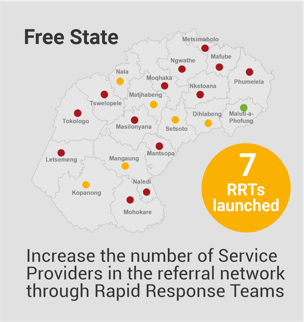 Free State
Metsimaholo
Ngwathe
Mafube
Nala
Moqhaka
Phumelela
Matjhabeng
Nketoana
Tswelopele
Tokologo
Masilonyana
Setsoto
Dihlabeng
Maluti-a-
Phofung
Letsemeng
Mangaung
Mantsopa
Kopanong
Naledi
Mohokare
7
RRTs
launched
Increase the number of Service
Providers in the referral network
through Rapid Response Teams